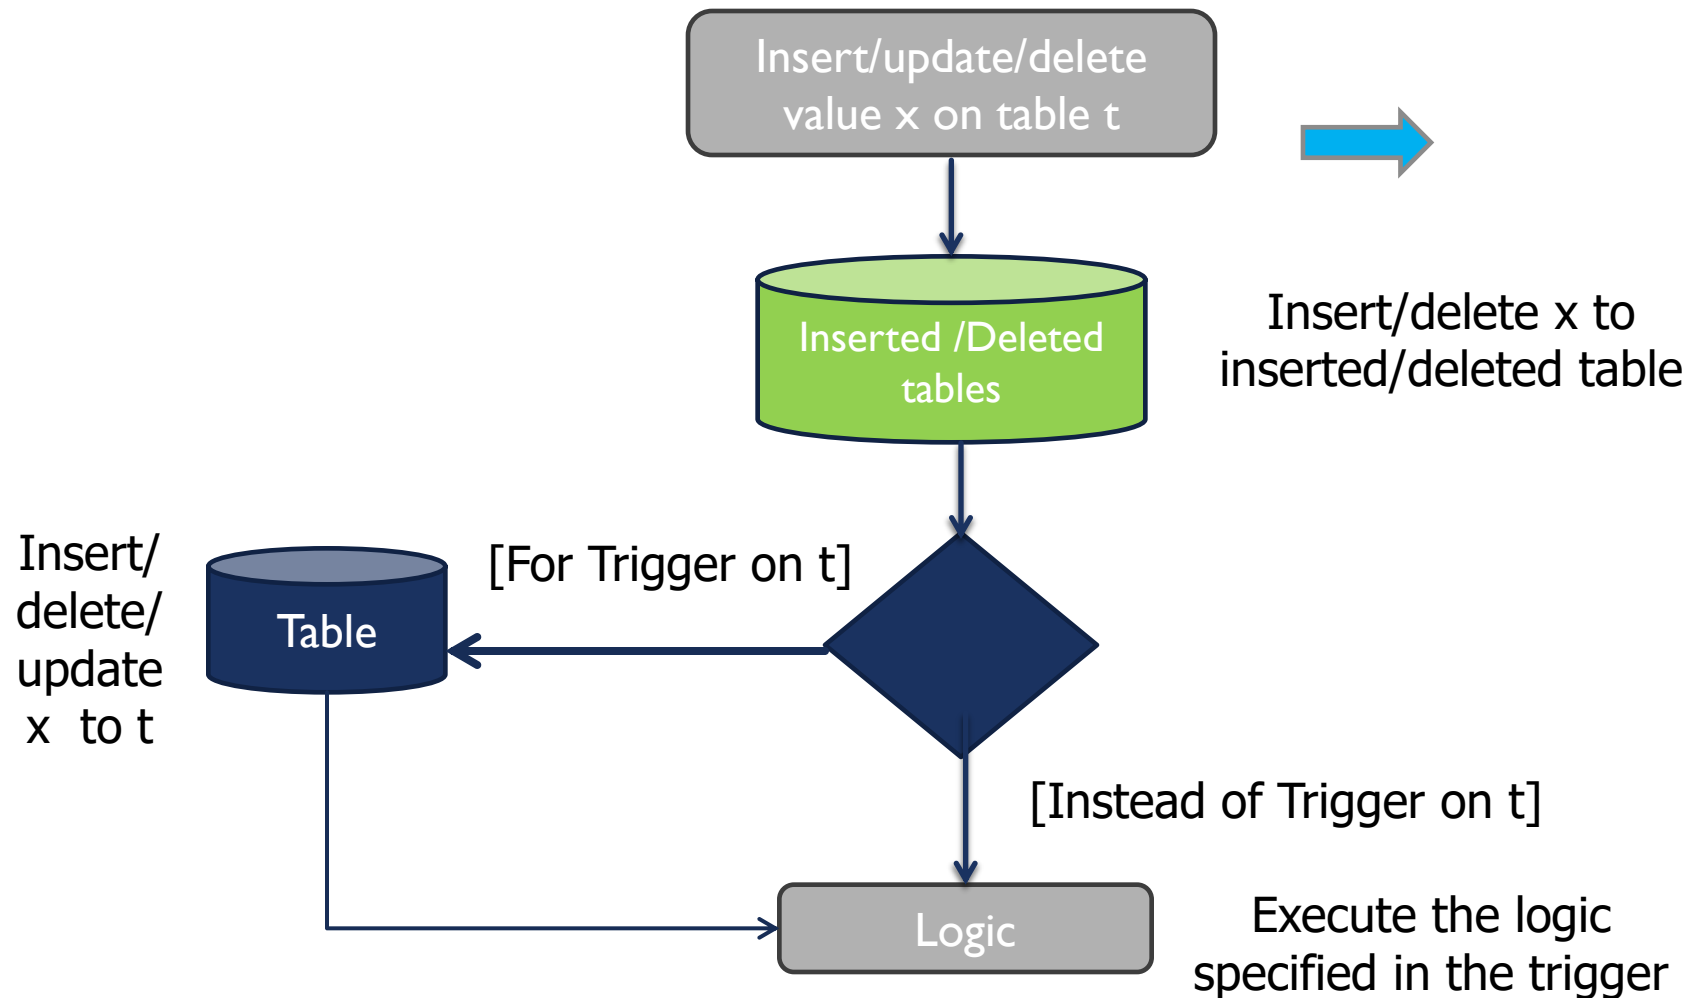 Insert/update/delete
value x on table t
Inserted /Deleted
tables
Insert/delete x to
inserted/deleted table
Insert/
delete/
update
x  to t
Table
[For Trigger on t]
[Instead of Trigger on t]
Logic
Execute the logic
specified in the trigger